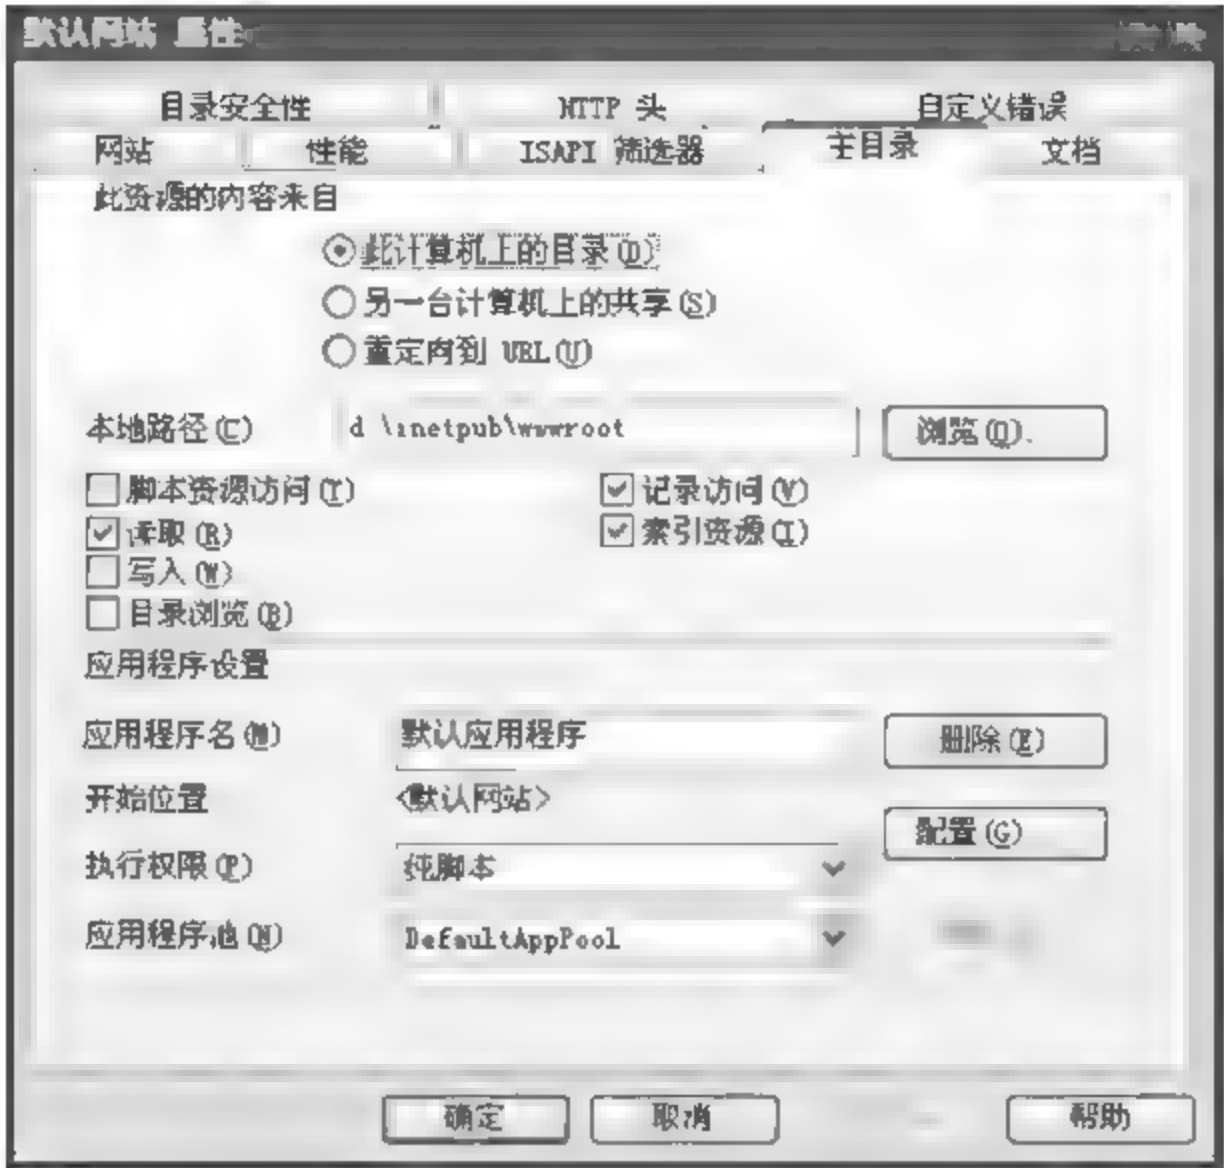 默认网站 属性
目录安全性 HTTP 头 自定义错误
网站 性能 ISAPI 筛选器 主目录 文档
此资源的内容来自
此计算机上的目录(D)
另一台计算机上的共享(S)
重定向到 URL(U)
本地路径(C) d \inetpub\wwwroot 浏览(O).
脚本资源访问(T) 记录访问(V)
读取(R) 索引资源(I)
写入(W)
目录浏览(B)
应用程序设置
应用程序名(M) 默认应用程序 删除(E)
开始位置 <默认网站>
配置(G)
执行权限(P) 纯脚本
应用程序池(N) DefaultAppPool
确定 取消 帮助